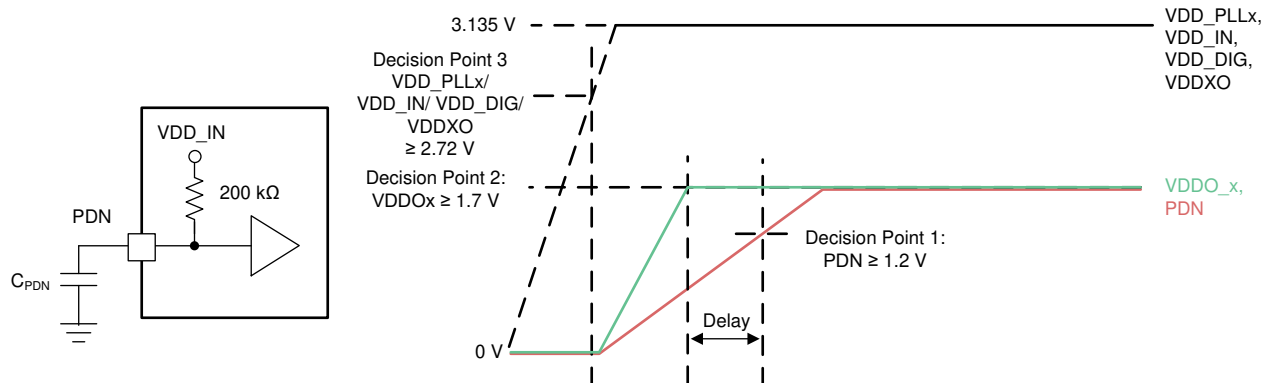 VDD_IN
200 kΩ
PDN
CPDN
3.135 V
Decision Point 3
VDD_PLLx/
VDD_IN/ VDD_DIG/
VDDXO
≥ 2.72 V
Decision Point 2:
VDDOx ≥ 1.7 V
0 V
Delay
Decision Point 1:
PDN ≥ 1.2 V
VDD_PLLx,
VDD_IN,
VDD_DIG,
VDDXO
VDDO_x,
PDN